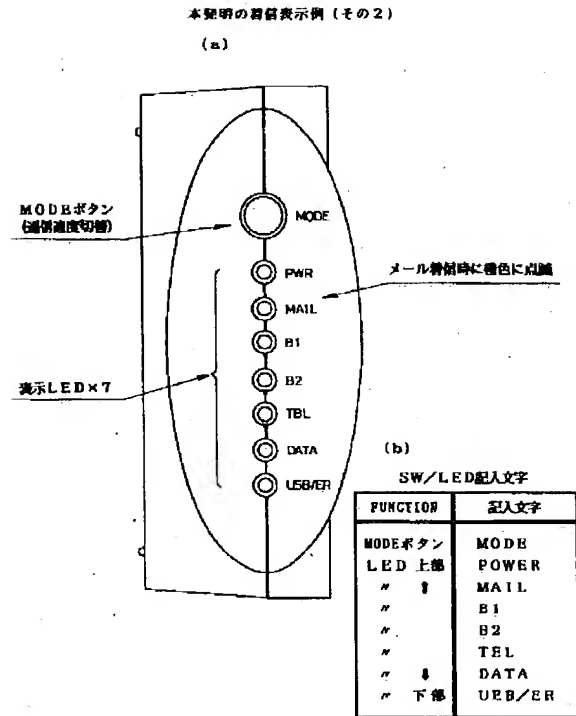 本発明の着信表示例（その2）
(a)
MODEボタン
(通信速度切替)
MODE
PWR
メール着信時に橙色に点滅
MAIL
B1
表示LED×7
B2
TBL
DATA
USB/ER
(b)
SW/LED記入文字
FUNCTION 記入文字
MODEボタン MODE
LED 上部 POWER
〃 ↑ MAIL
〃 B1
〃 B2
〃 TEL
〃 ↓ DATA
〃 下部 UEB/ER